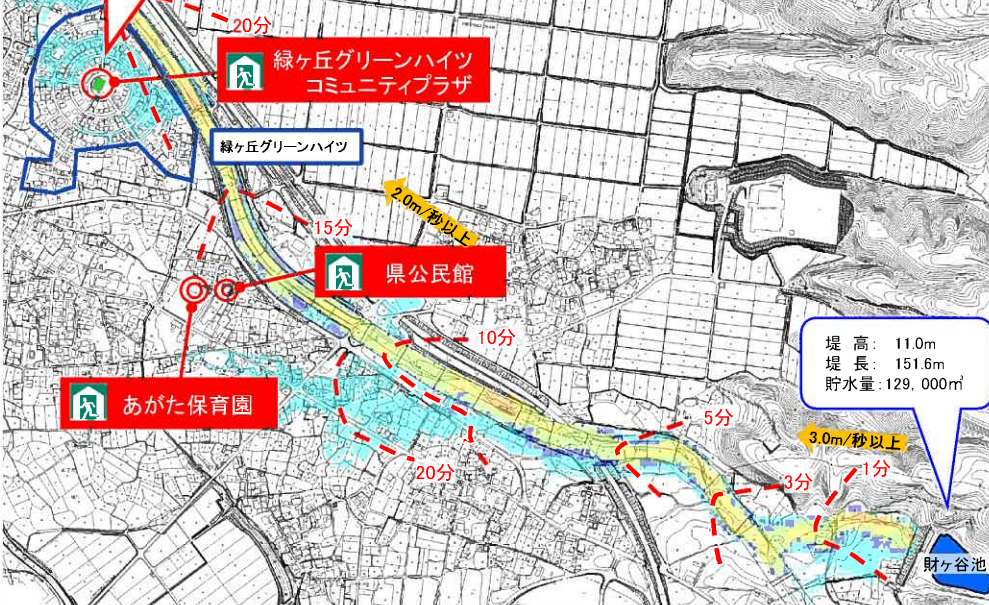 20分
緑ヶ丘グリーンハイツ
コミュニティプラザ
緑ヶ丘グリーンハイツ
2.0m/秒以上
15分
県公民館
10分
堤 高: 11.0m
堤 長: 151.6m
貯水量:129,000㎥
あがた保育園
5分
3.0m/秒以上
20分
3分
1分
財ヶ谷池